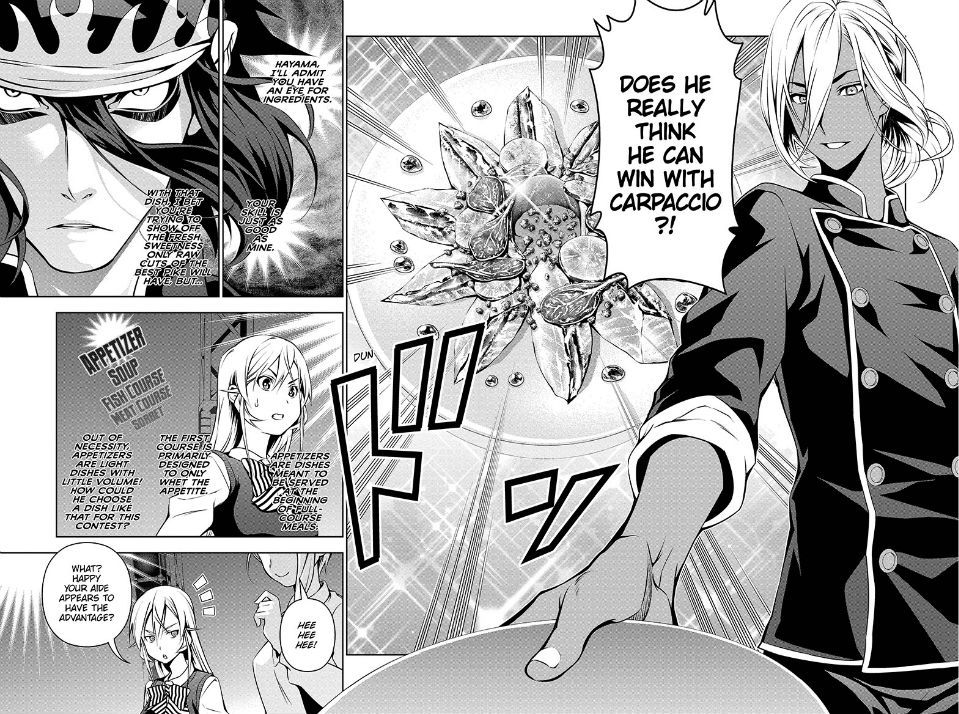 DOES HE
REALLY
THINK
HE CAN
WIN WITH
CARPACCIO
?!
DUN
ドン
HAYAMA,
I'LL ADMIT
YOU HAVE
AN EYE FOR
INGREDIENTS.
YOUR
SKILL IS
JUST AS
GOOD
AS
MINE.
WITH THAT
DISH, I BET
YOU'RE
TRYING TO
SHOW OFF
THE FRESH
SWEETNESS
ONLY RAW
CUTS OF THE
BEST PIKE WILL
HAVE, BUT...
APPETIZER
SOUP
FISH COURSE
MEAT COURSE
SORBET
APPETIZERS
ARE DISHES
MEANT TO
BE SERVED
AT THE
BEGINNING
OF FULL-
COURSE
MEALS.
THE FIRST
COURSE IS
PRIMARILY
DESIGNED
TO ONLY
WHET THE
APPETITE.
OUT OF
NECESSITY,
APPETIZERS
ARE LIGHT
DISHES WITH
LITTLE VOLUME!
HOW COULD
HE CHOOSE
A DISH LIKE
THAT FOR THIS
CONTEST?
HEE
HEE
HEE!
WHAT?
HAPPY
YOUR AIDE
APPEARS TO
HAVE THE
ADVANTAGE?